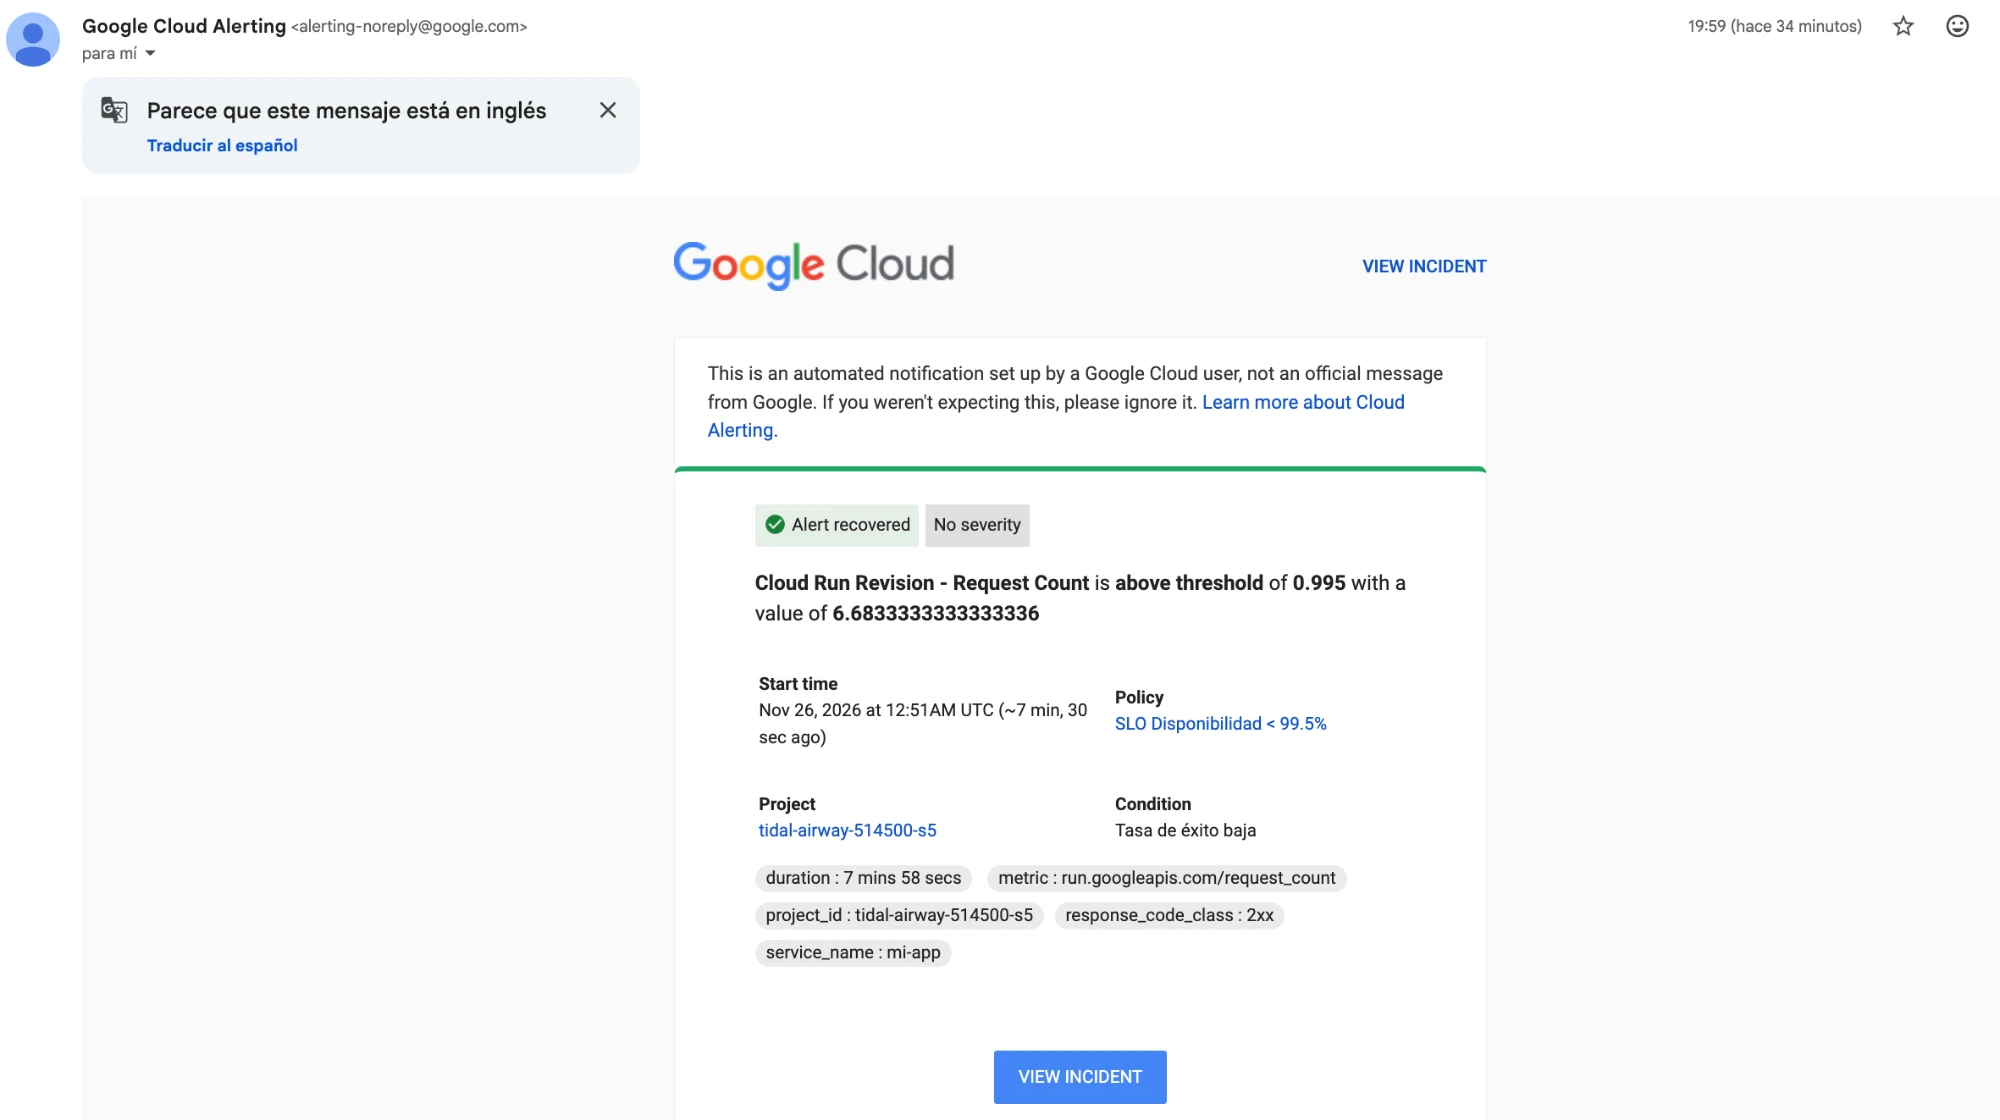 Google Cloud Alerting <alerting-noreply@google.com>
19:59 (hace 34 minutos)
para mí
Parece que este mensaje está en inglés
Traducir al español
Google Cloud
VIEW INCIDENT
This is an automated notification set up by a Google Cloud user, not an official message
from Google. If you weren't expecting this, please ignore it. Learn more about Cloud
Alerting.
Alert recovered
No severity
Cloud Run Revision - Request Count is above threshold of 0.995 with a
value of 6.6833333333333336
Start time
Nov 26, 2026 at 12:51AM UTC (~7 min, 30
sec ago)
Policy
SLO Disponibilidad < 99.5%
Project
tidal-airway-514500-s5
Condition
Tasa de éxito baja
duration : 7 mins 58 secs
metric : run.googleapis.com/request_count
project_id : tidal-airway-514500-s5
response_code_class : 2xx
service_name : mi-app
VIEW INCIDENT